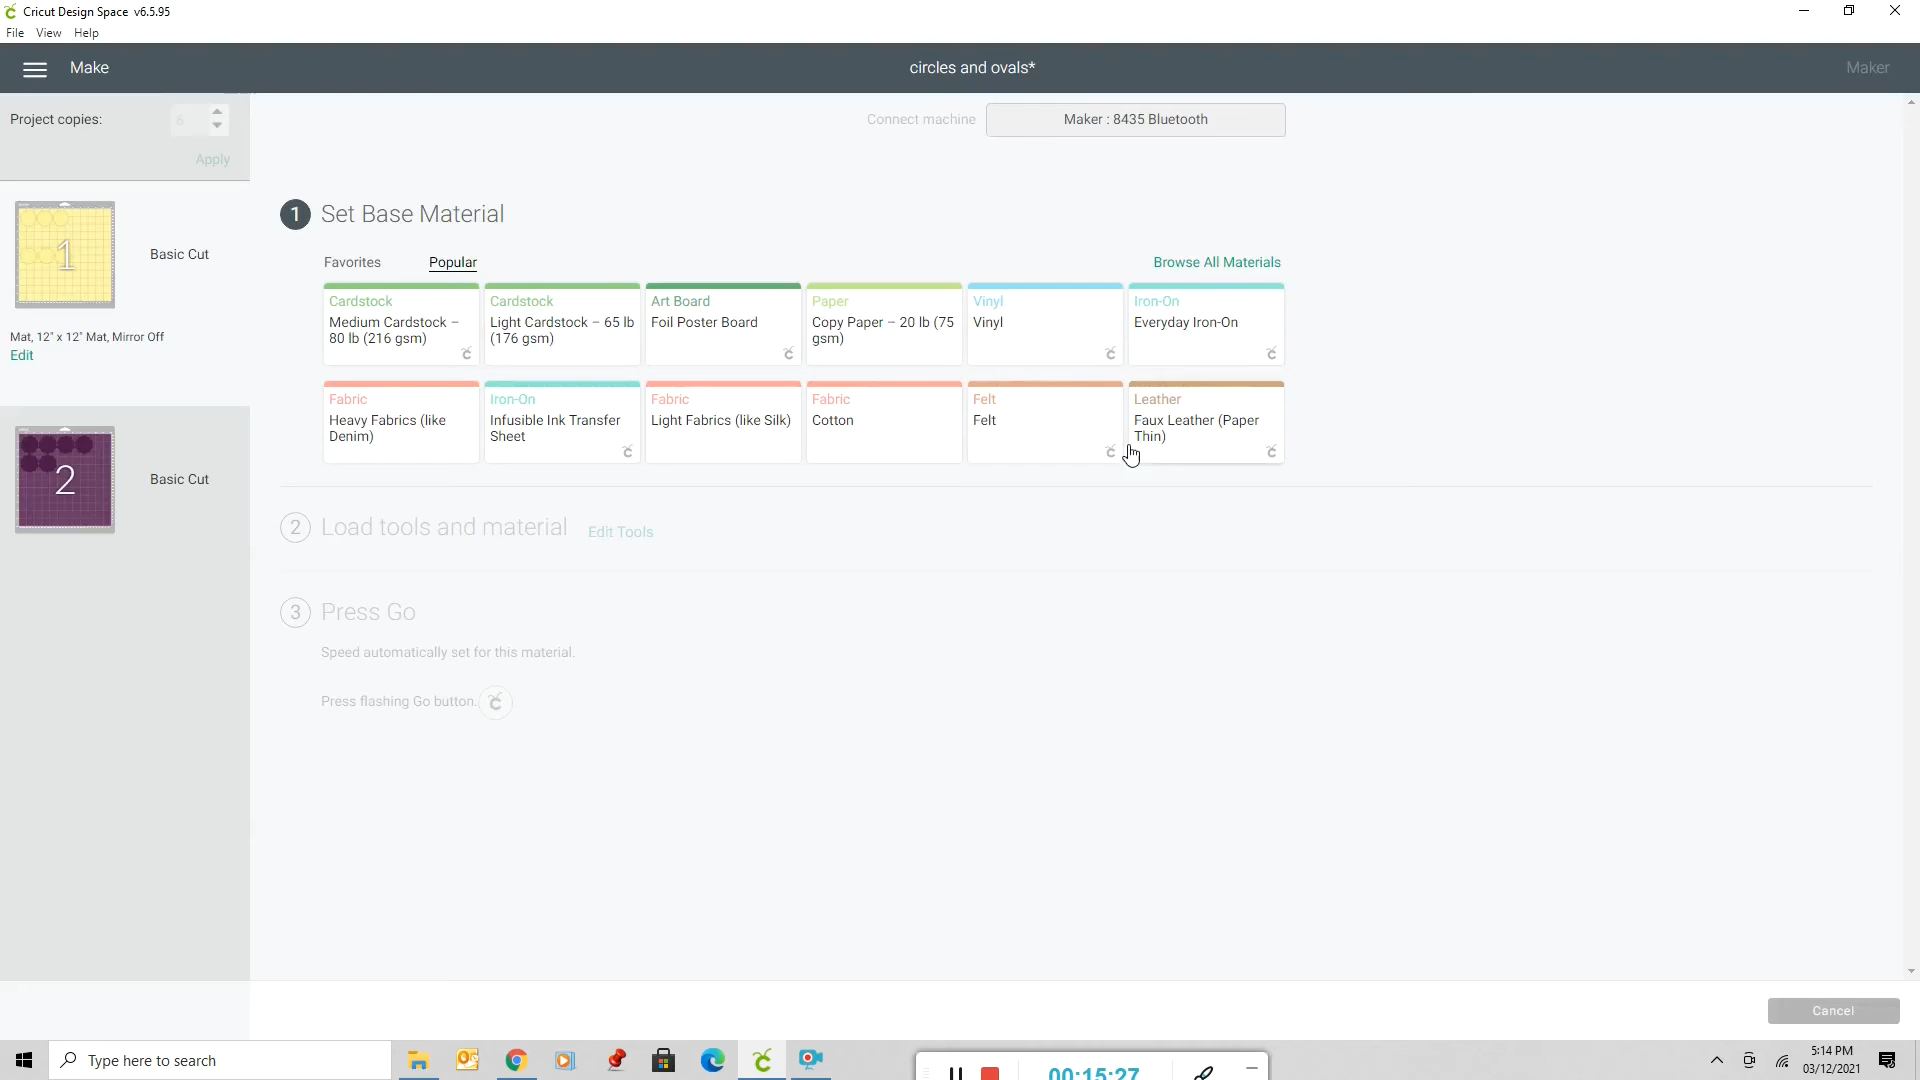 Cricut Design Space v6.5.95
File View Help
Make
circles and ovals*
Maker
Project copies:
6
Apply
Connect machine
Maker : 8435 Bluetooth
1
Basic Cut
Mat, 12" x 12" Mat, Mirror Off
Edit
2
Basic Cut
1 Set Base Material
Favorites Popular Browse All Materials
Cardstock
Medium Cardstock –
80 lb (216 gsm)
Cardstock
Light Cardstock – 65 lb
(176 gsm)
Art Board
Foil Poster Board
Paper
Copy Paper – 20 lb (75
gsm)
Vinyl
Vinyl
Iron-On
Everyday Iron-On
Fabric
Heavy Fabrics (like
Denim)
Iron-On
Infusible Ink Transfer
Sheet
Fabric
Light Fabrics (like Silk)
Fabric
Cotton
Felt
Felt
Leather
Faux Leather (Paper
Thin)
2 Load tools and material Edit Tools
3 Press Go
Speed automatically set for this material.
Press flashing Go button.
Cancel
Type here to search
00:15:27
5:14 PM
03/12/2021